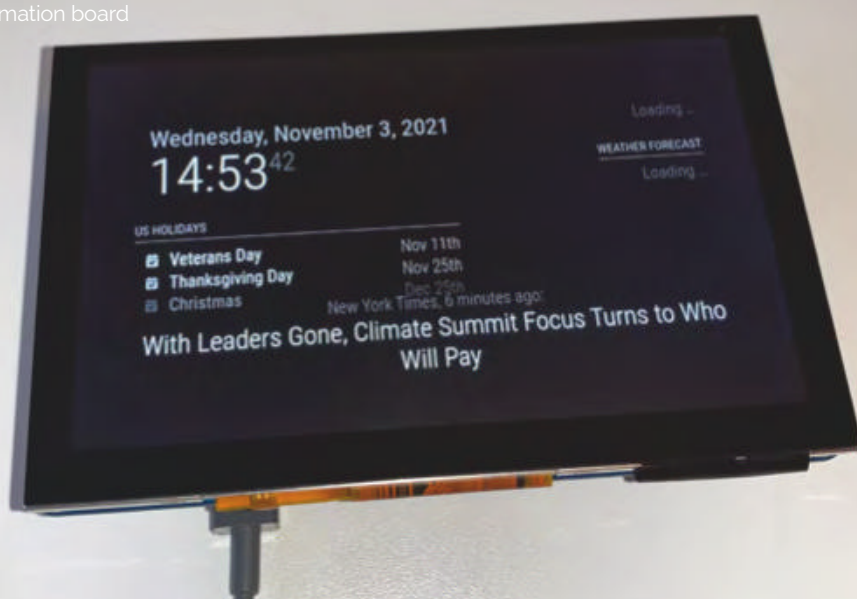 mation board
Wednesday, November 3, 2021
14:53 42
Loading ...
WEATHER FORECAST
Loading ...
US HOLIDAYS
Veterans Day Nov 11th
Thanksgiving Day Nov 25th
Christmas Dec 25th
New York Times, 6 minutes ago:
With Leaders Gone, Climate Summit Focus Turns to Who
Will Pay